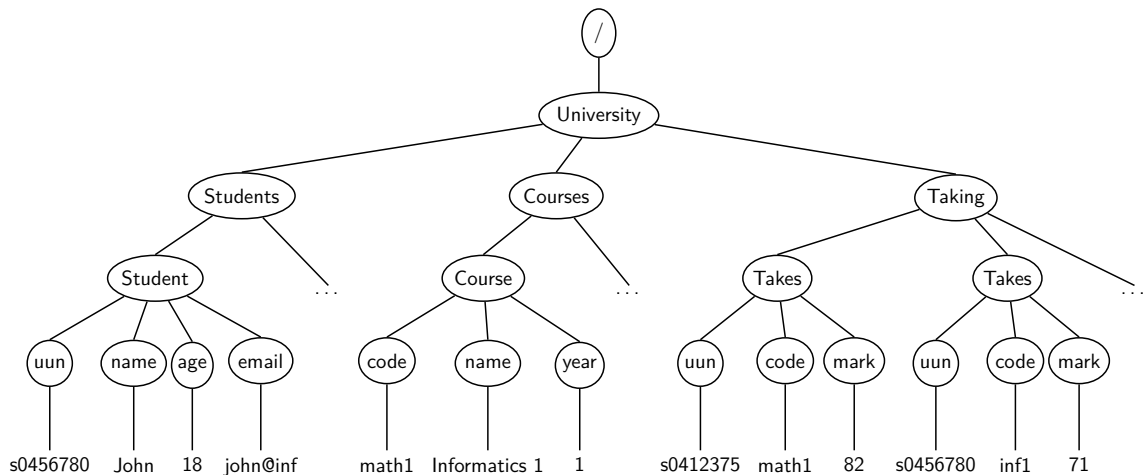 /
University
Students Courses Taking
Student ... Course ... Takes Takes ...
uun name age email code name year uun code mark uun code mark
s0456780 John 18 john@inf math1 Informatics 1 1 s0412375 math1 82 s0456780 inf1 71